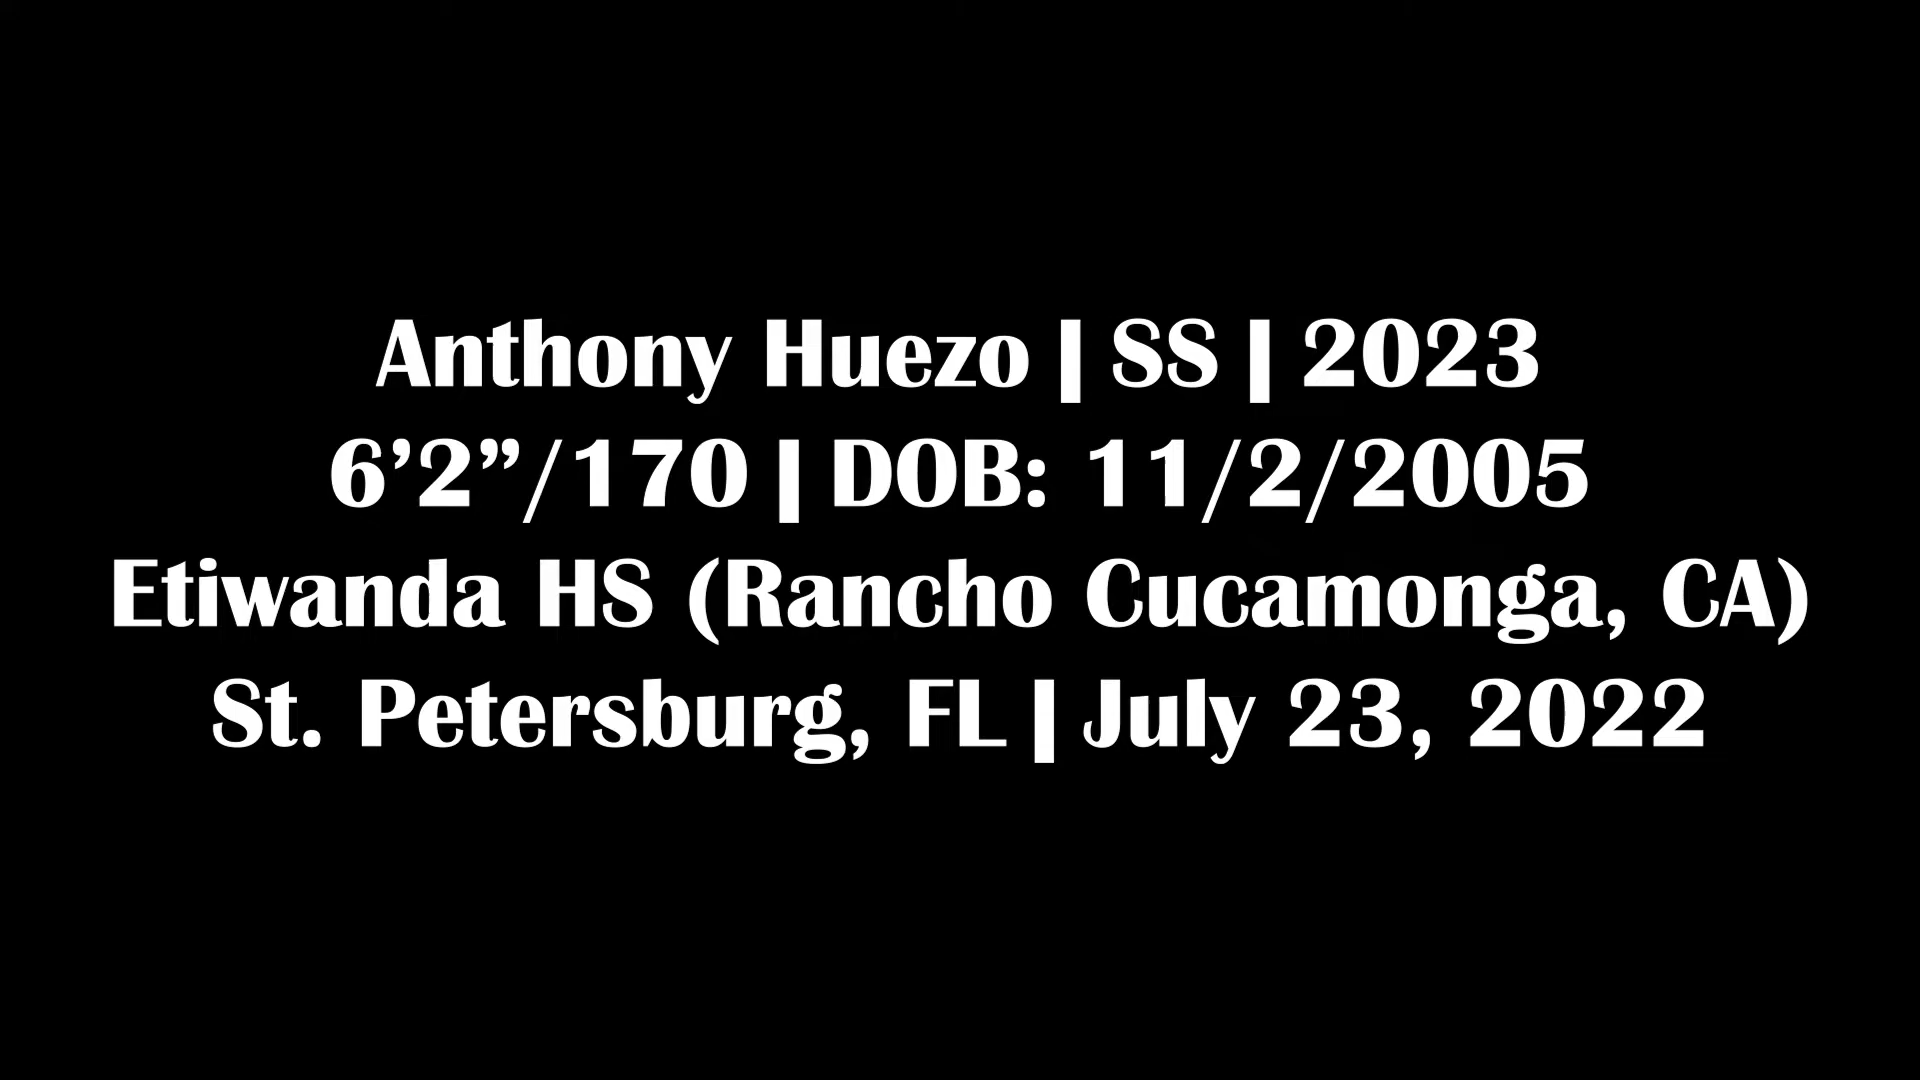 Anthony Huezo | SS | 2023
6’2”/170 | DOB: 11/2/2005
Etiwanda HS (Rancho Cucamonga, CA)
St. Petersburg, FL | July 23, 2022